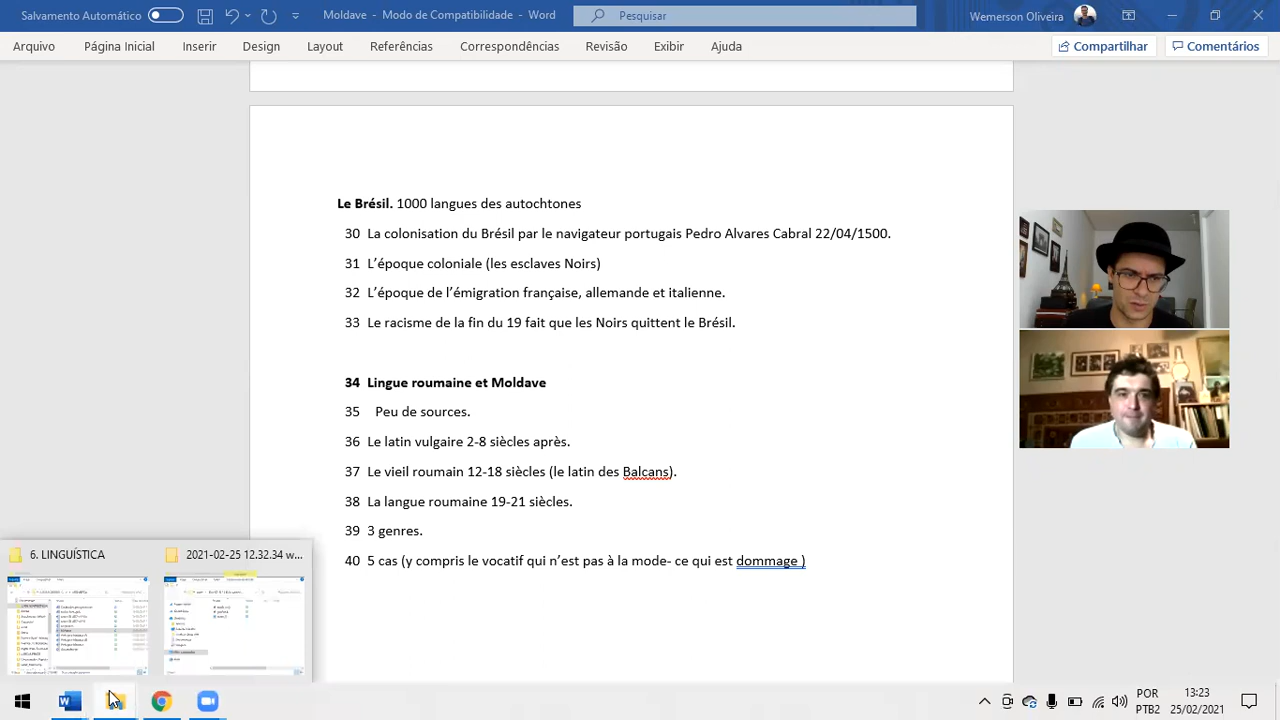 Salvamento Automático
Moldave - Modo de Compatibilidade - Word
Pesquisar
Wemerson Oliveira
Arquivo Página Inicial Inserir Design Layout Referências Correspondências Revisão Exibir Ajuda
Compartilhar
Comentários
Le Brésil. 1000 langues des autochtones
30 La colonisation du Brésil par le navigateur portugais Pedro Alvares Cabral 22/04/1500.
31 L’époque coloniale (les esclaves Noirs)
32 L’époque de l’émigration française, allemande et italienne.
33 Le racisme de la fin du 19 fait que les Noirs quittent le Brésil.
34 Lingue roumaine et Moldave
35 Peu de sources.
36 Le latin vulgaire 2-8 siècles après.
37 Le vieil roumain 12-18 siècles (le latin des Balcans).
38 La langue roumaine 19-21 siècles.
39 3 genres.
40 5 cas (y compris le vocatif qui n’est pas à la mode- ce qui est dommage )
6. LINGUÍSTICA
2021-02-25 12.32.34 w...
POR
PTB2
13:23
25/02/2021